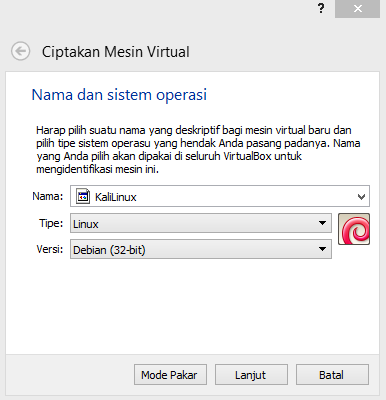 ?
Ciptakan Mesin Virtual
Nama dan sistem operasi
Harap pilih suatu nama yang deskriptif bagi mesin virtual baru dan
pilih tipe sistem operasu yang hendak Anda pasang padanya. Nama
yang Anda pilih akan dipakai di seluruh VirtualBox untuk
mengidentifikasi mesin ini.
Nama: KaliLinux
Tipe: Linux
Versi: Debian (32-bit)
Mode Pakar Lanjut Batal